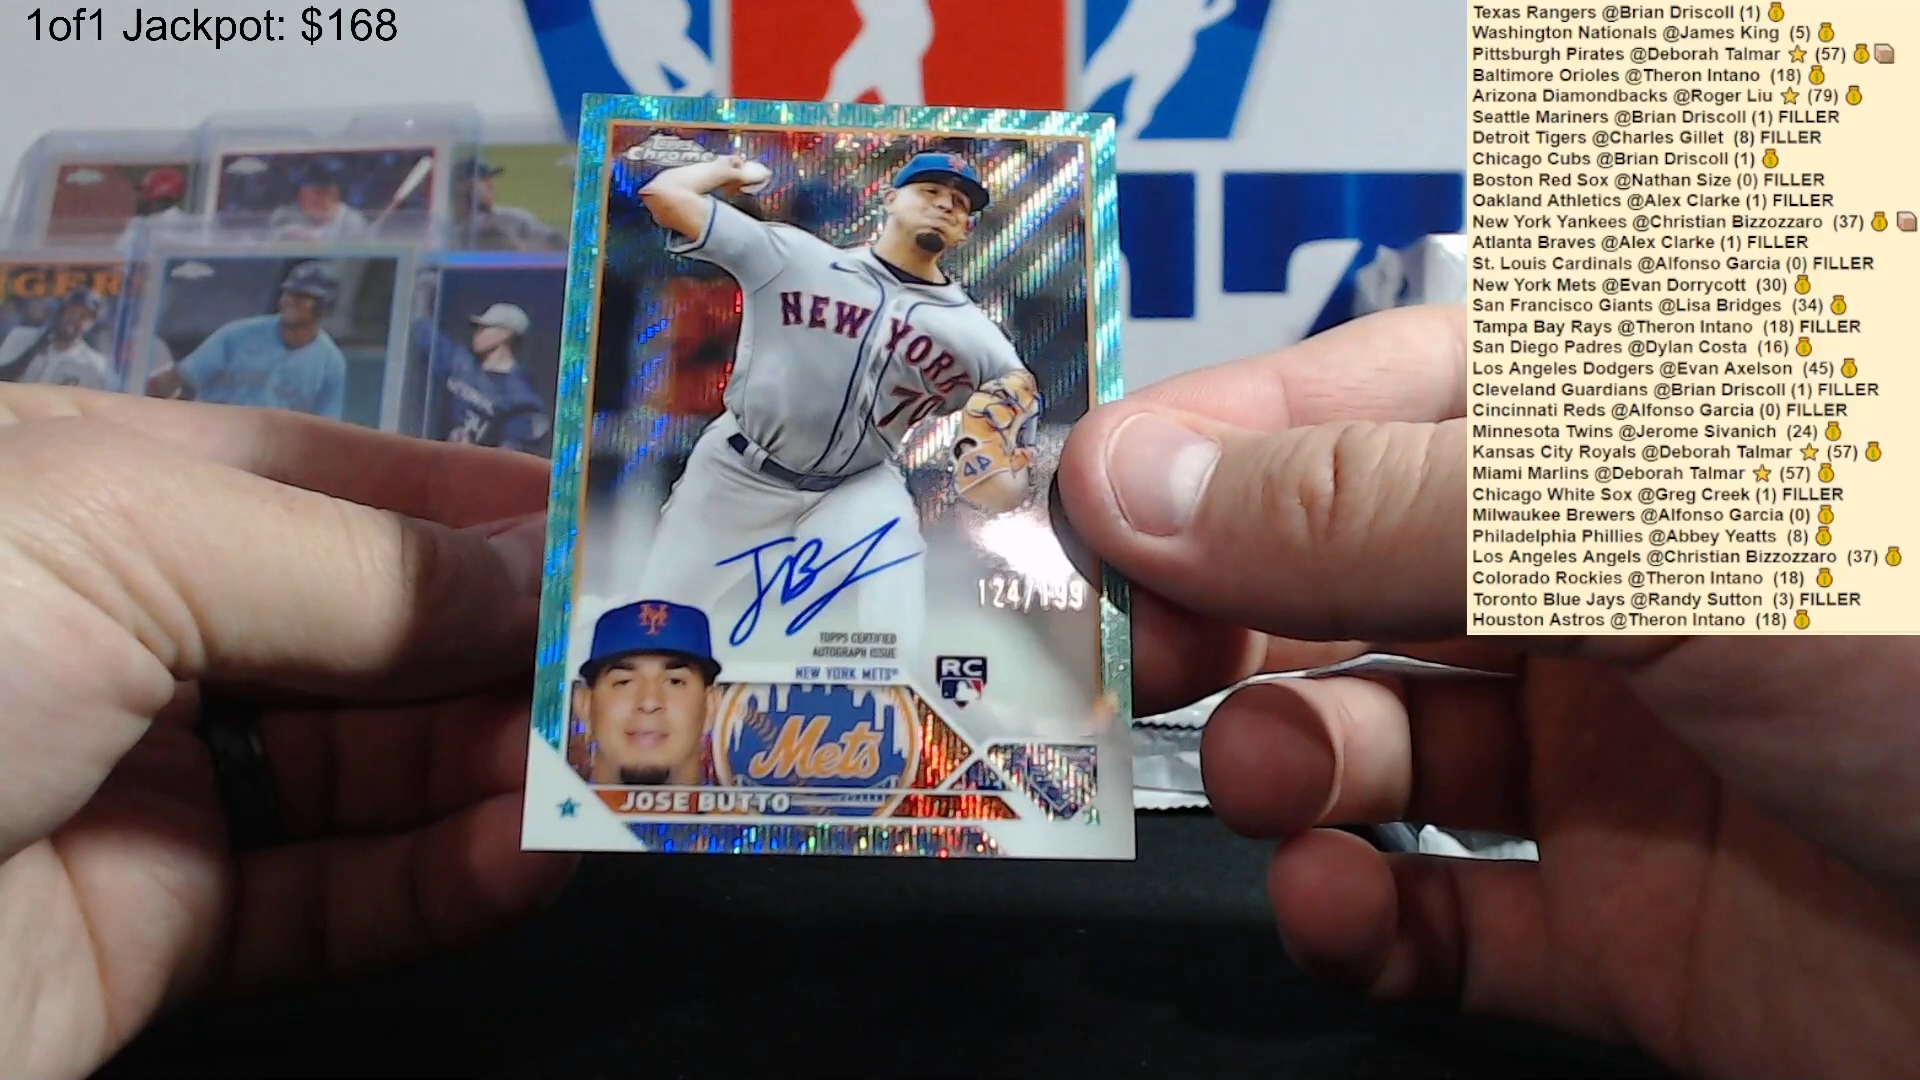 1of1 Jackpot: $168
Texas Rangers @Brian Driscoll (1)
Washington Nationals @James King (5)
Pittsburgh Pirates @Deborah Talmar ⭐ (57)
Baltimore Orioles @Theron Intano (18)
Arizona Diamondbacks @Roger Liu ⭐ (79)
Seattle Mariners @Brian Driscoll (1) FILLER
Detroit Tigers @Charles Gillet (8) FILLER
Chicago Cubs @Brian Driscoll (1)
Boston Red Sox @Nathan Size (0) FILLER
Oakland Athletics @Alex Clarke (1) FILLER
New York Yankees @Christian Bizzozzaro (37)
Atlanta Braves @Alex Clarke (1) FILLER
St. Louis Cardinals @Alfonso Garcia (0) FILLER
New York Mets @Evan Dorrycott (30)
San Francisco Giants @Lisa Bridges (34)
Tampa Bay Rays @Theron Intano (18) FILLER
San Diego Padres @Dylan Costa (16)
Los Angeles Dodgers @Evan Axelson (45)
Cleveland Guardians @Brian Driscoll (1) FILLER
Cincinnati Reds @Alfonso Garcia (0) FILLER
Minnesota Twins @Jerome Sivanich (24)
Kansas City Royals @Deborah Talmar ⭐ (57)
Miami Marlins @Deborah Talmar ⭐ (57)
Chicago White Sox @Greg Creek (1) FILLER
Milwaukee Brewers @Alfonso Garcia (0)
Philadelphia Phillies @Abbey Yeatts (8)
Los Angeles Angels @Christian Bizzozzaro (37)
Colorado Rockies @Theron Intano (18)
Toronto Blue Jays @Randy Sutton (3) FILLER
Houston Astros @Theron Intano (18)
Topps
Chrome
NEW YORK
70
44
124/199
TOPPS CERTIFIED
AUTOGRAPH ISSUE
NEW YORK METS®
RC
Mets
JOSE BUTTO